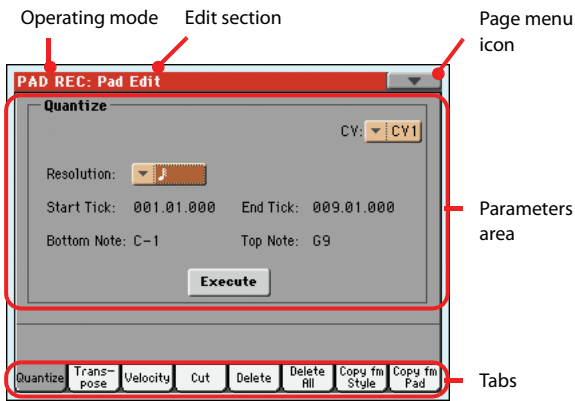 Operating mode Edit section Page menu
icon
PAD REC: Pad Edit
Quantize
CV: CV1
Resolution:
Start Tick: 001.01.000 End Tick: 009.01.000
Parameters
area
Bottom Note: C-1 Top Note: G9
Execute
Quantize Trans-
pose Velocity Cut Delete Delete
All Copy fm
Style Copy fm
Pad
Tabs